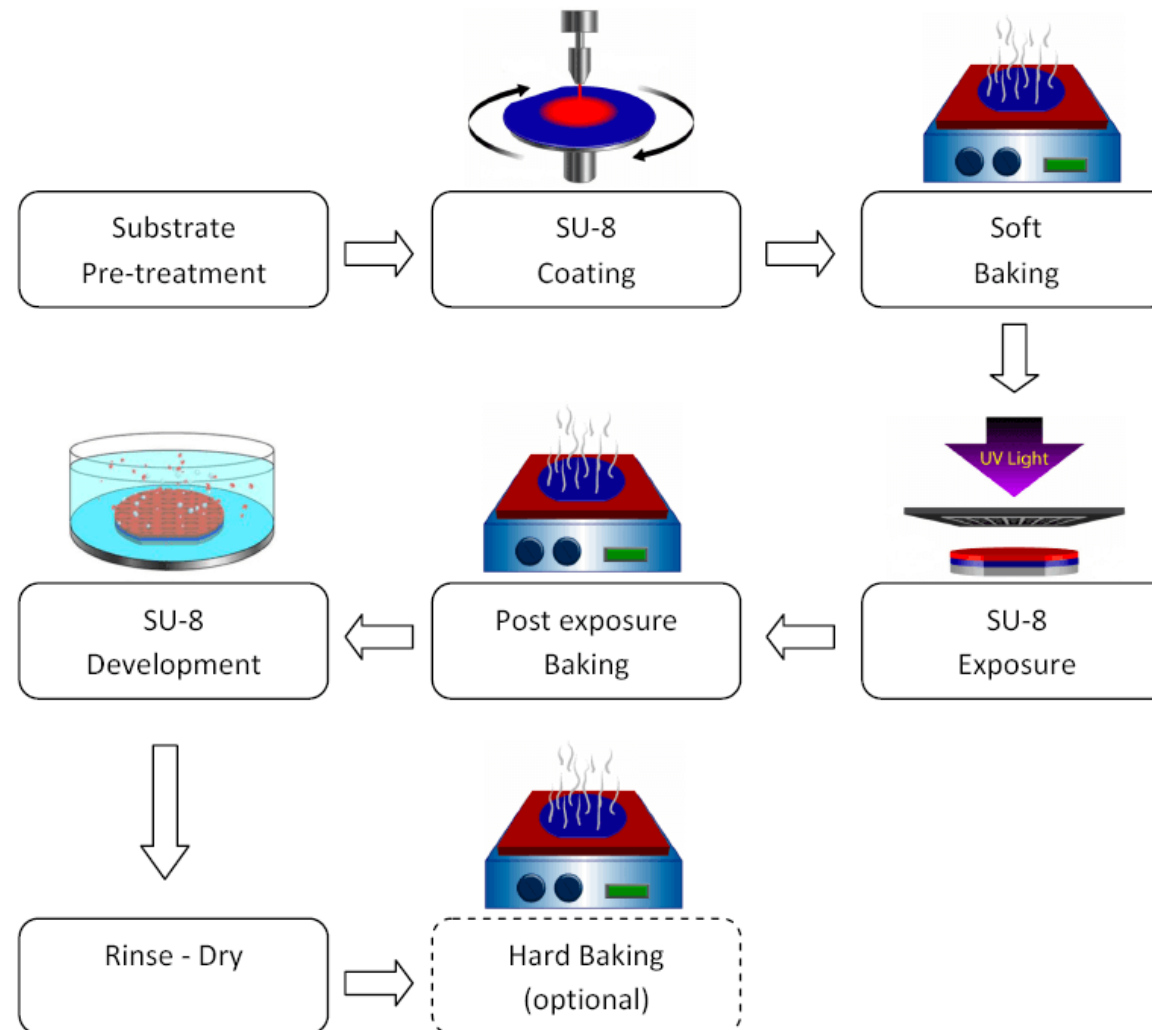 Substrate
Pre-treatment
SU-8
Coating
Soft
Baking
UV Light
SU-8
Exposure
Post exposure
Baking
SU-8
Development
Rinse - Dry
Hard Baking
(optional)